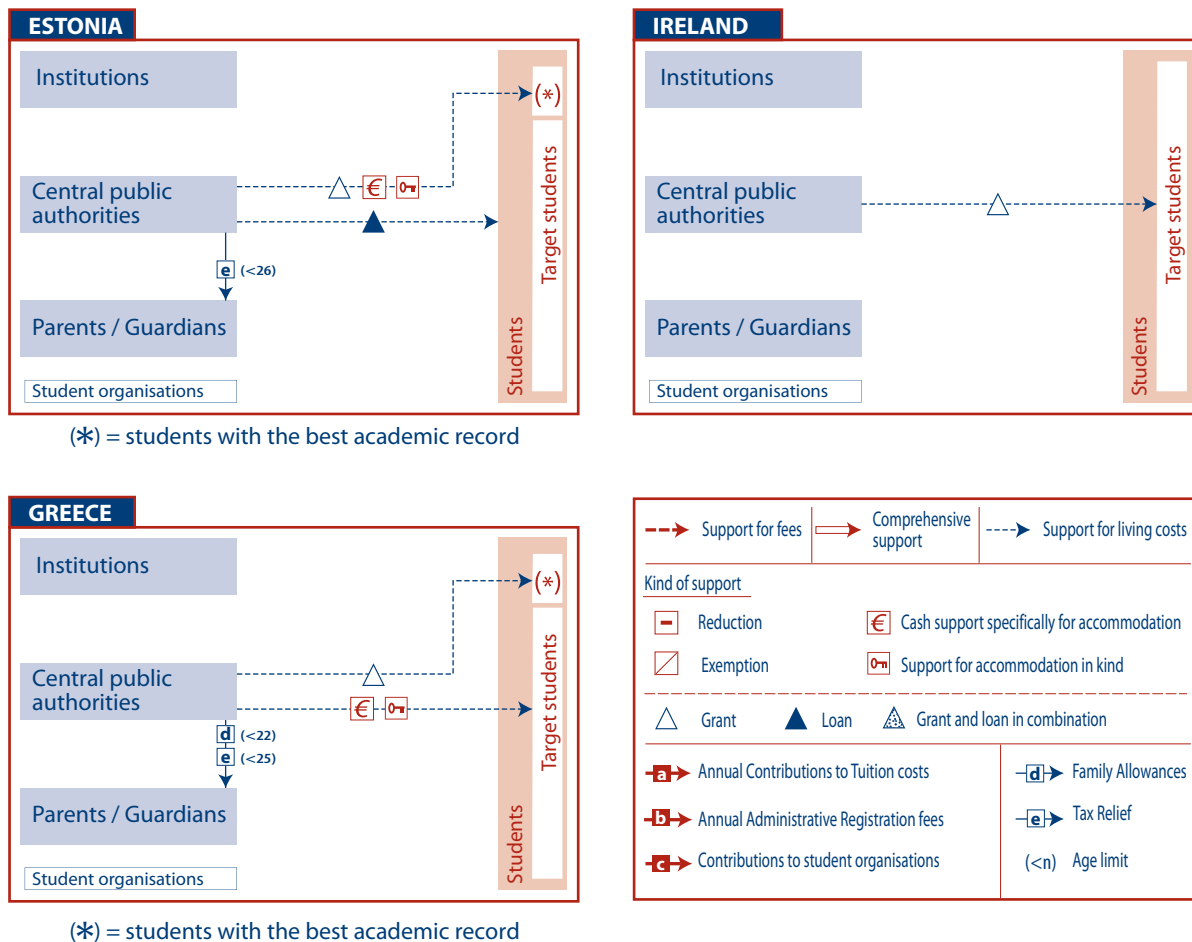 ESTONIA
Institutions
Central public
authorities
Parents / Guardians
Student organisations
€
e (<26)
(*)
Target students
Students
(*) = students with the best academic record
IRELAND
Institutions
Central public
authorities
Parents / Guardians
Student organisations
Target students
Students
GREECE
Institutions
Central public
authorities
Parents / Guardians
Student organisations
€
d (<22)
e (<25)
(*)
Target students
Students
(*) = students with the best academic record
Support for fees
Comprehensive
support
Support for living costs
Kind of support
Reduction
€ Cash support specifically for accommodation
Exemption
Support for accommodation in kind
Grant
Loan
Grant and loan in combination
a Annual Contributions to Tuition costs
b Annual Administrative Registration fees
c Contributions to student organisations
d Family Allowances
e Tax Relief
(<n) Age limit